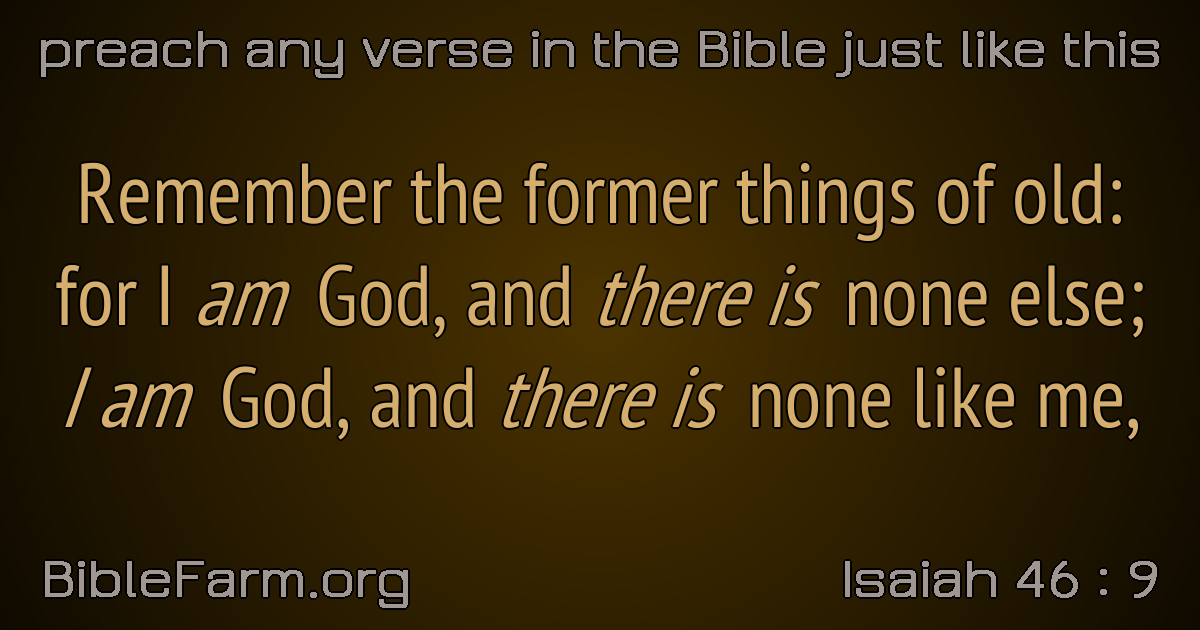 preach any verse in the Bible just like this
Remember the former things of old:
for I am God, and there is none else;
I am God, and there is none like me,
BibleFarm.org
Isaiah 46 : 9